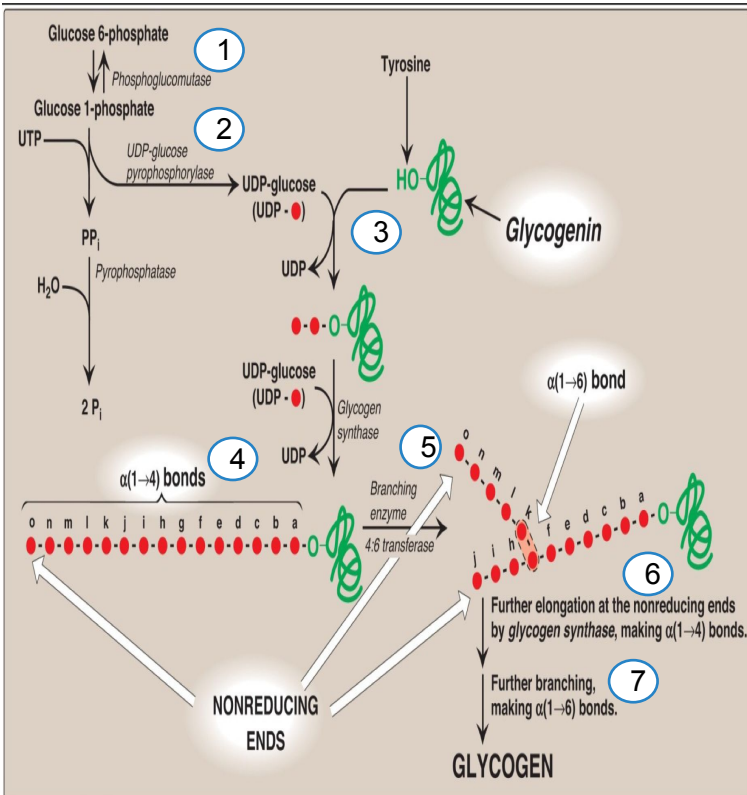 Glucose 6-phosphate
1
Phosphoglucomutase
Glucose 1-phosphate
2
UTP
UDP-glucose
pyrophosphorylase
UDP-glucose
(UDP - )
PPi
Pyrophosphatase
H2O
2 Pi
Tyrosine
HO
Glycogenin
3
UDP
O
UDP-glucose
(UDP - )
Glycogen
synthase
UDP
4
α(1→4) bonds
o n m l k j i h g f e d c b a
O
5
Branching
enzyme
4:6 transferase
α(1→6) bond
o
n
m
l
k
j i h f e d c b a
O
6
Further elongation at the nonreducing ends
by glycogen synthase, making α(1→4) bonds.
7
Further branching,
making α(1→6) bonds.
GLYCOGEN
NONREDUCING
ENDS